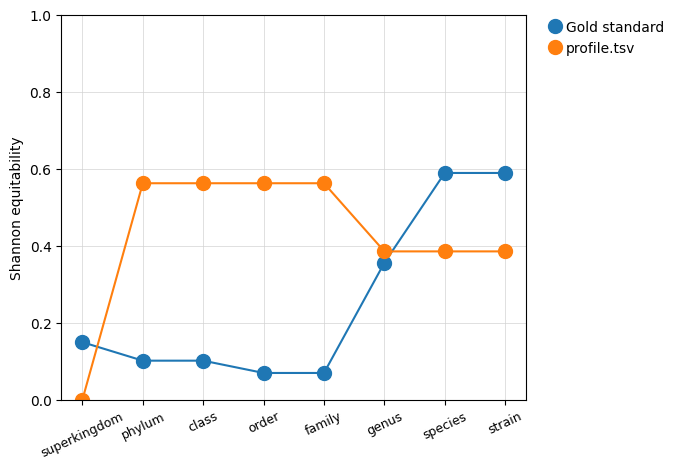 Gold standard
profile.tsv
Shannon equitability
1.0
0.8
0.6
0.4
0.2
0.0
superkingdom
phylum
class
order
family
genus
species
strain